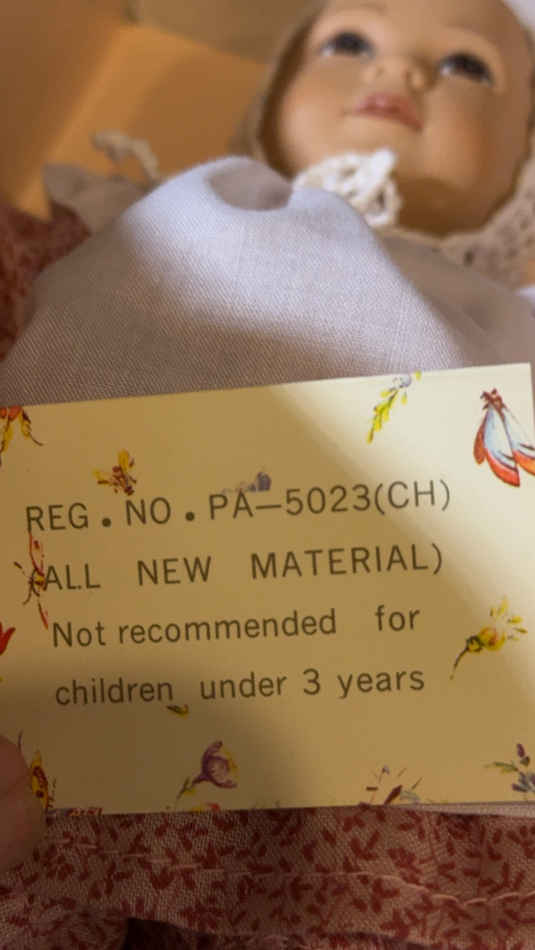 REG. NO. PA—5023(CH)
(ALL NEW MATERIAL)
Not recommended for
children under 3 years